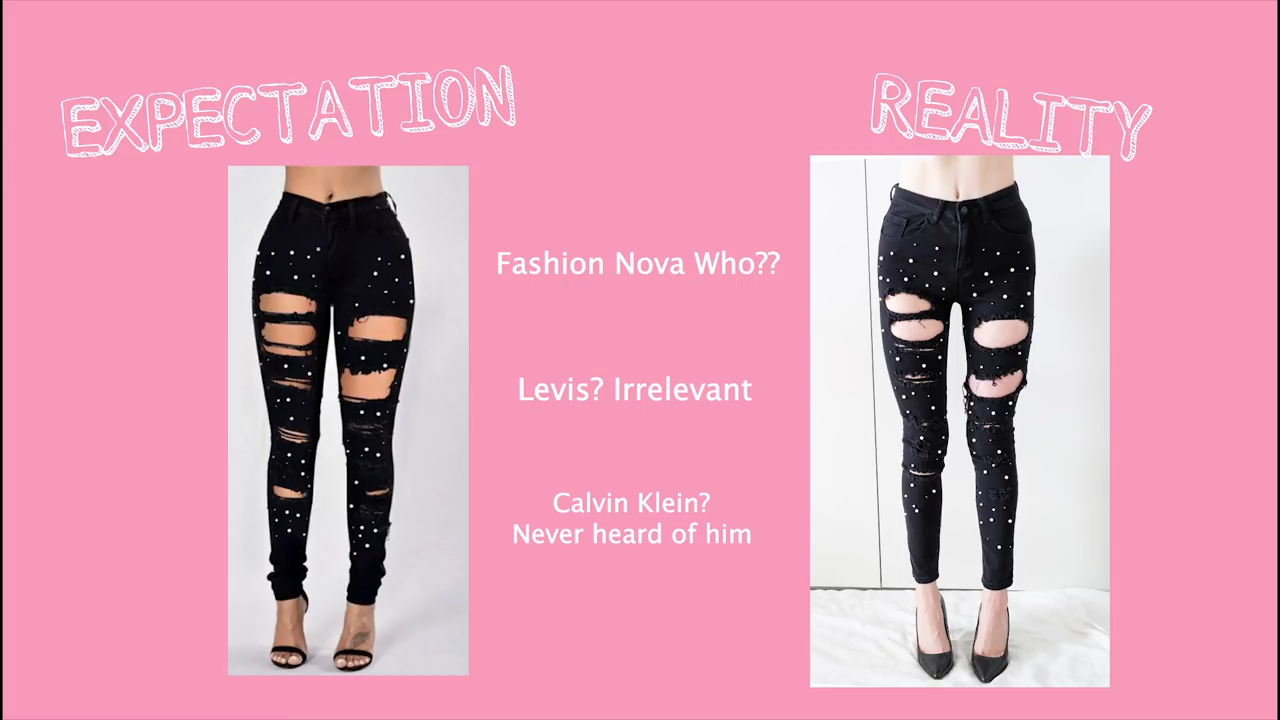 EXPECTATION
REALITY
Fashion Nova Who??
Levis? Irrelevant
Calvin Klein?
Never heard of him